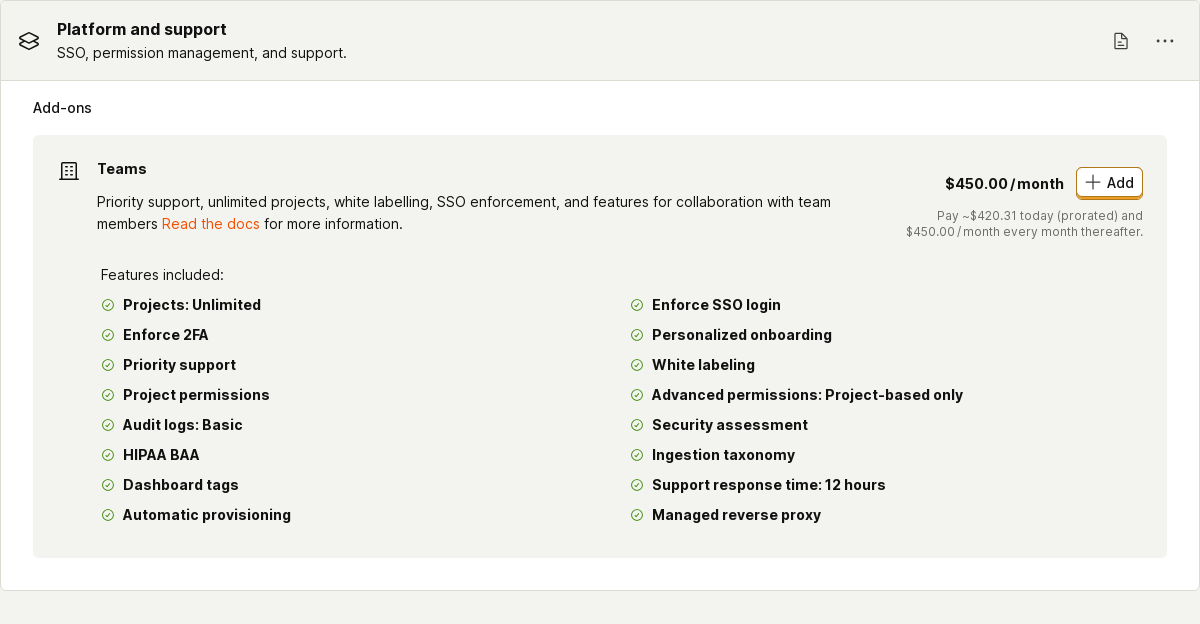 Platform and support
SSO, permission management, and support.
Add-ons
Teams
Priority support, unlimited projects, white labelling, SSO enforcement, and features for collaboration with team
members Read the docs for more information.
$450.00/month
Add
Pay ~$420.31 today (prorated) and
$450.00/month every month thereafter.
Features included:
Projects: Unlimited
Enforce SSO login
Enforce 2FA
Personalized onboarding
Priority support
White labeling
Project permissions
Advanced permissions: Project-based only
Audit logs: Basic
Security assessment
HIPAA BAA
Ingestion taxonomy
Dashboard tags
Support response time: 12 hours
Automatic provisioning
Managed reverse proxy